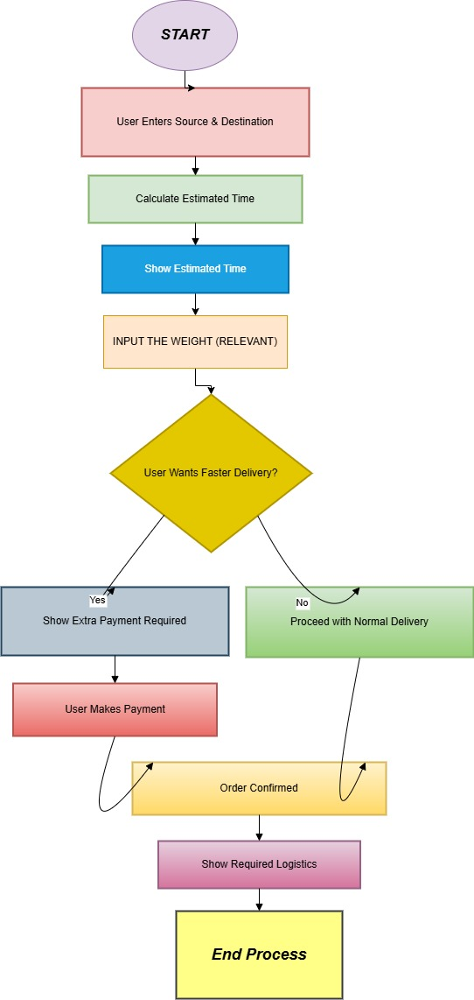 START
User Enters Source & Destination
Calculate Estimated Time
Show Estimated Time
INPUT THE WEIGHT (RELEVANT)
User Wants Faster Delivery?
Yes
No
Show Extra Payment Required
Proceed with Normal Delivery
User Makes Payment
Order Confirmed
Show Required Logistics
End Process